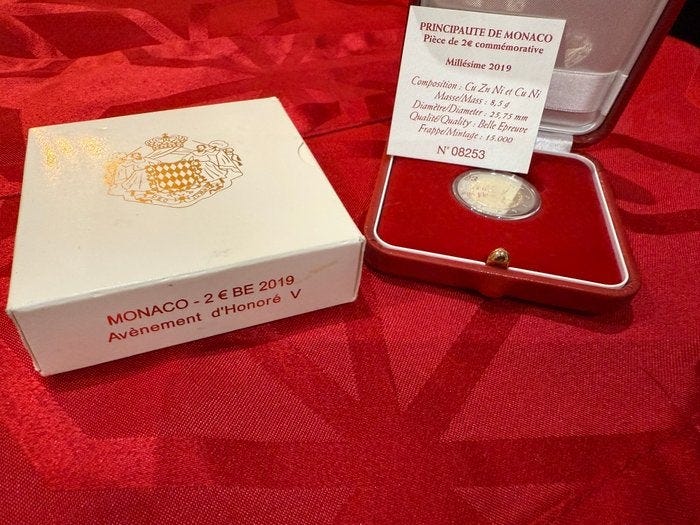 PRINCIPAUTE DE MONACO
Pièce de 2€ commémorative
Millésime 2019
Composition : Cu Zn Ni et Cu Ni
Masse/Mass : 8,5 g
Diamètre/Diameter : 25,75 mm
Qualité/Quality : Belle Epreuve
Frappe/Mintage : 15.000
N° 08253
MONACO - 2 € BE 2019
Avènement d'Honoré V